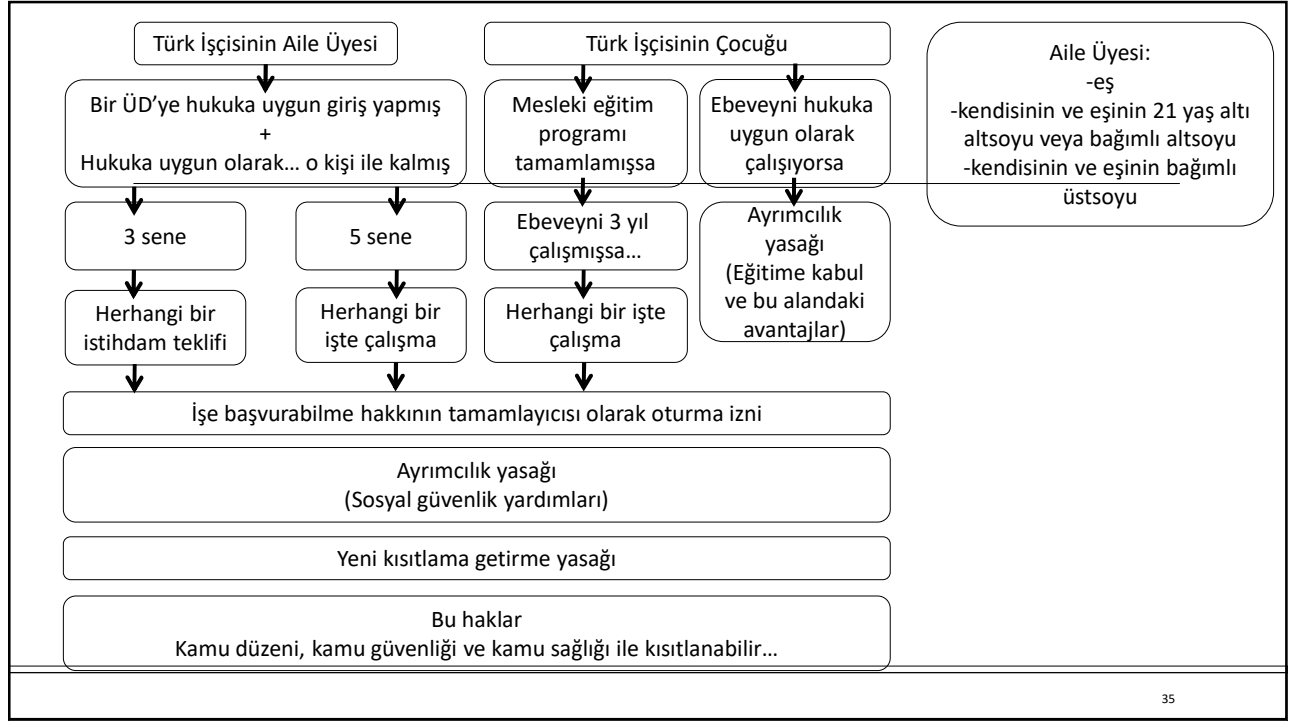 Türk İşçisinin Aile Üyesi
Bir ÜD’ye hukuka uygun giriş yapmış
+
Hukuka uygun olarak… o kişi ile kalmış
3 sene
Herhangi bir
istihdam teklifi
5 sene
Herhangi bir
işte çalışma
Türk İşçisinin Çocuğu
Mesleki eğitim
programı
tamamlamışsa
Ebeveyni 3 yıl
çalışmışsa…
Herhangi bir işte
çalışma
Ebeveyni hukuka
uygun olarak
çalışıyorsa
Ayrımcılık
yasağı
(Eğitime kabul
ve bu alandaki
avantajlar)
Aile Üyesi:
-eş
-kendisinin ve eşinin 21 yaş altı
altsoyu veya bağımlı altsoyu
-kendisinin ve eşinin bağımlı
üstsoyu
İşe başvurabilme hakkının tamamlayıcısı olarak oturma izni
Ayrımcılık yasağı
(Sosyal güvenlik yardımları)
Yeni kısıtlama getirme yasağı
Bu haklar
Kamu düzeni, kamu güvenliği ve kamu sağlığı ile kısıtlanabilir…
35